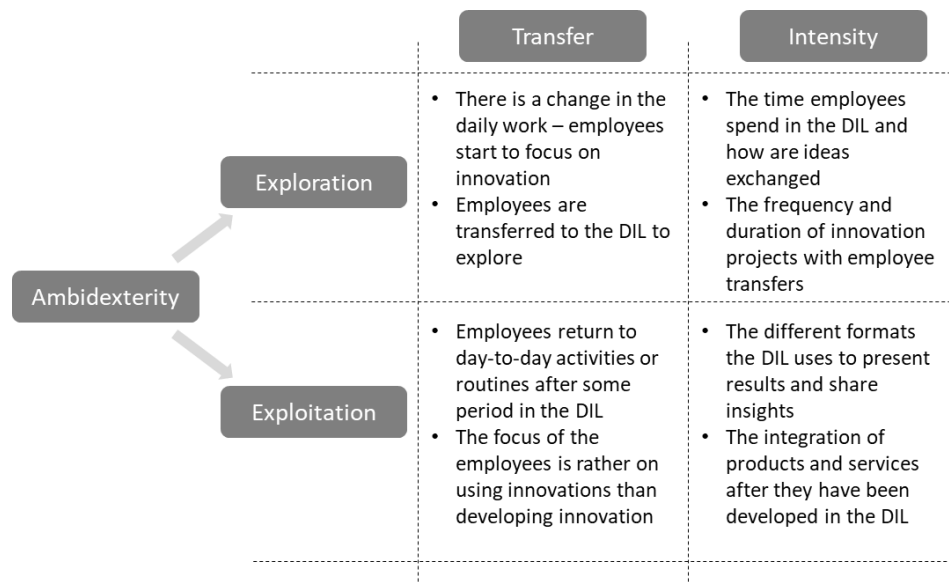 Transfer
Intensity
Ambidexterity
Exploration
• There is a change in the
daily work – employees
start to focus on
innovation
• Employees are
transferred to the DIL to
explore
• The time employees
spend in the DIL and
how are ideas
exchanged
• The frequency and
duration of innovation
projects with employee
transfers
Exploitation
• Employees return to
day-to-day activities or
routines after some
period in the DIL
• The focus of the
employees is rather on
using innovations than
developing innovation
• The different formats
the DIL uses to present
results and share
insights
• The integration of
products and services
after they have been
developed in the DIL